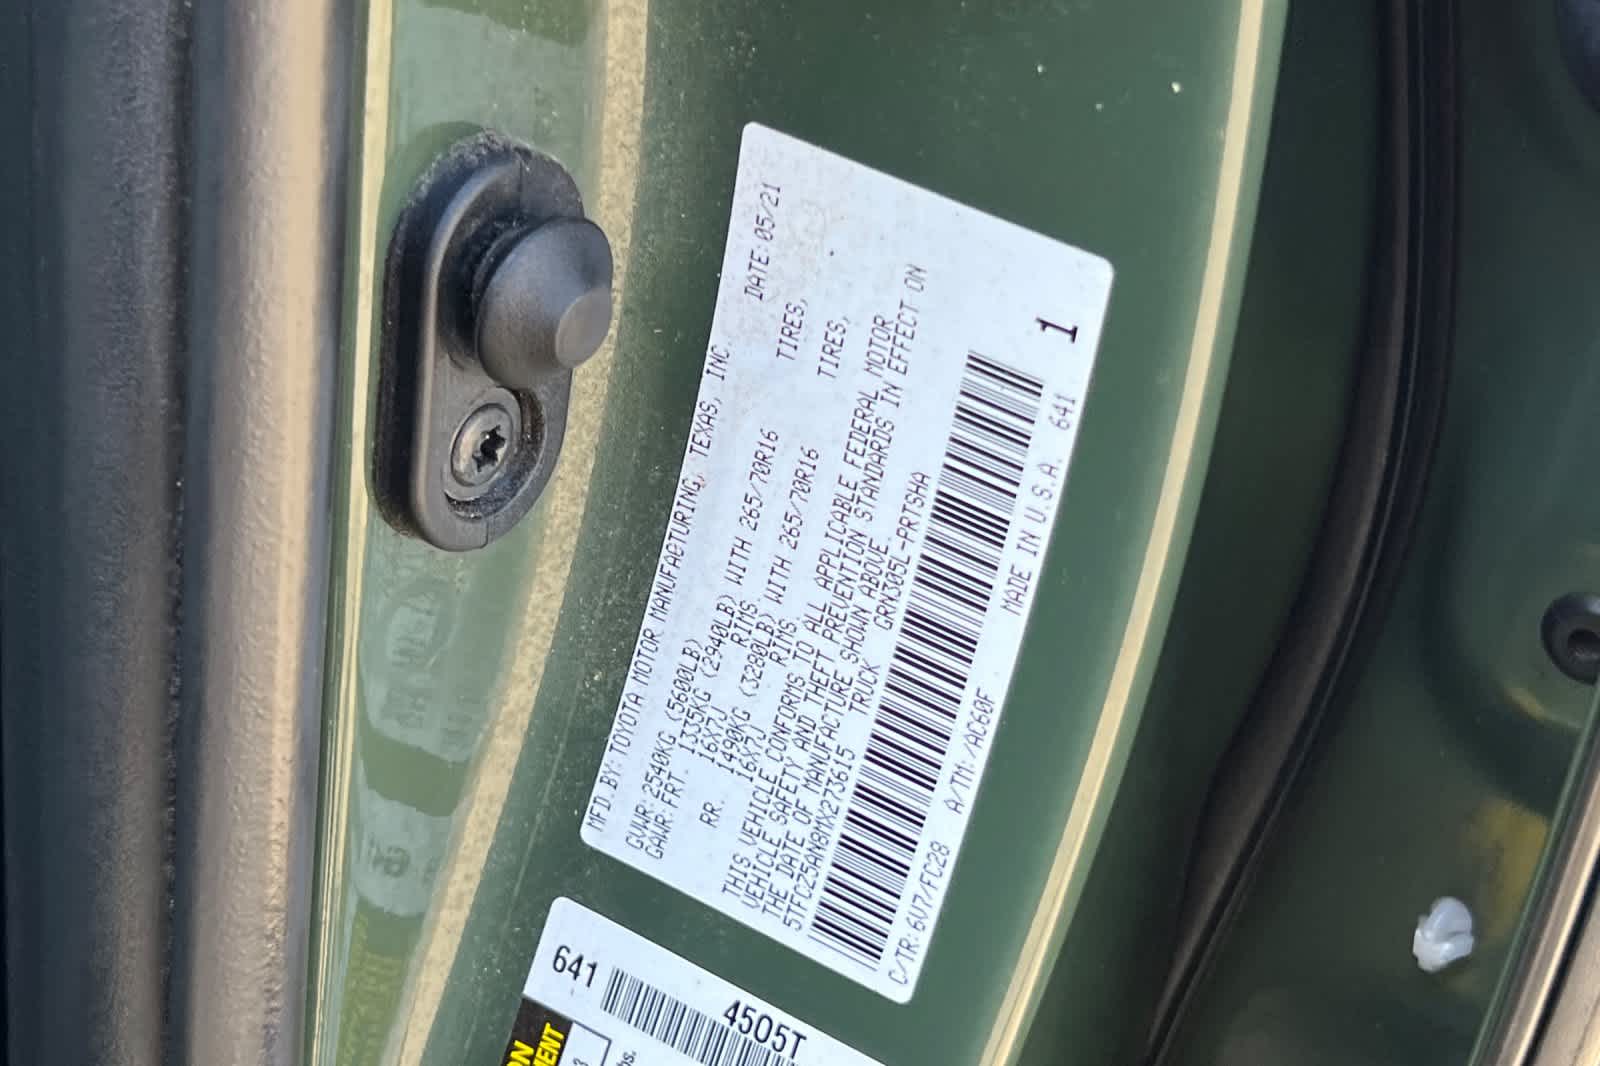 MFD. BY: TOYOTA MOTOR MANUFACTURING, TEXAS, INC. DATE: 05/21
GVWR: 2540KG (5600LB)
GAWR: FRT. 1335KG (2940LB) WITH 265/70R16 TIRES,
16X7J RIMS.
RR. 1490KG (3280LB) WITH 265/70R16 TIRES,
16X7J RIMS.
THIS VEHICLE CONFORMS TO ALL APPLICABLE FEDERAL MOTOR
VEHICLE SAFETY AND THEFT PREVENTION STANDARDS IN EFFECT ON
THE DATE OF MANUFACTURE SHOWN ABOVE.
5TFCZ5AN8MX273615 TRUCK GRN305L-PRTSHA
1
C/TR: 6V7/FC28 A/TM: /AC60F MADE IN U.S.A. 641
641 4505T